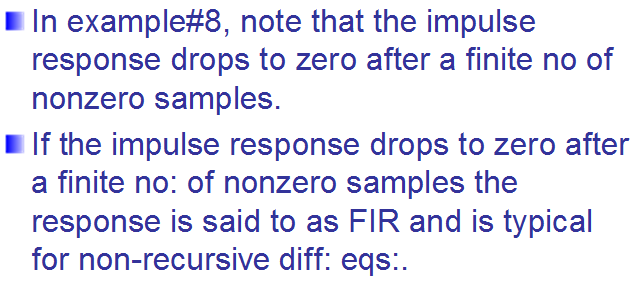 In example#8, note that the impulse
response drops to zero after a finite no of
nonzero samples.
If the impulse response drops to zero after
a finite no: of nonzero samples the
response is said to as FIR and is typical
for non-recursive diff: eqs:.